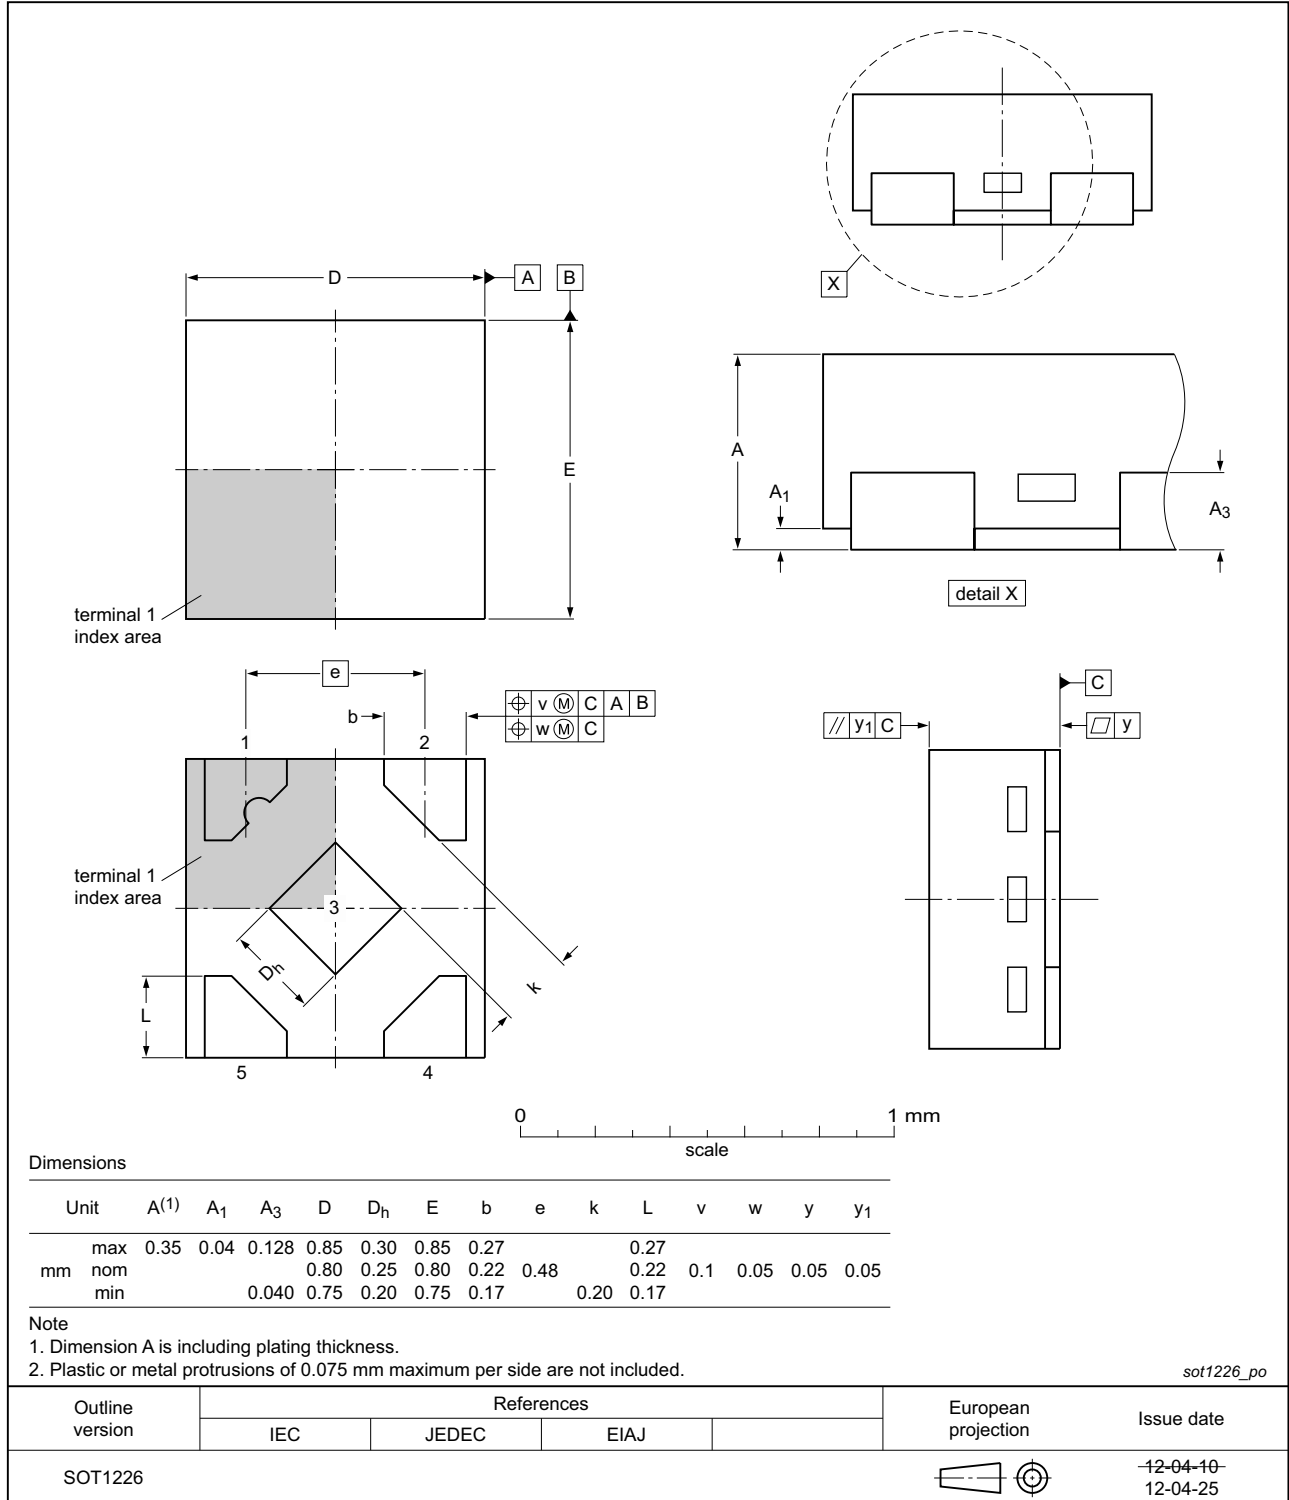 X
D A B
E
terminal 1
index area
A
A1
A3
detail X
e
b
v M C A B
w M C
1 2
terminal 1
index area
3
Dh
k
L
5 4
C
// y1 C
y
0 1 mm
scale
Dimensions
Unit A(1) A1 A3 D Dh E b e k L v w y y1
max 0.35 0.04 0.128 0.85 0.30 0.85 0.27 0.27
mm nom 0.80 0.25 0.80 0.22 0.48 0.22 0.1 0.05 0.05 0.05
min 0.040 0.75 0.20 0.75 0.17 0.20 0.17
Note
1. Dimension A is including plating thickness.
2. Plastic or metal protrusions of 0.075 mm maximum per side are not included.
sot1226_po
Outline
version
References
IEC JEDEC EIAJ
European
projection
Issue date
SOT1226
12-04-10
12-04-25